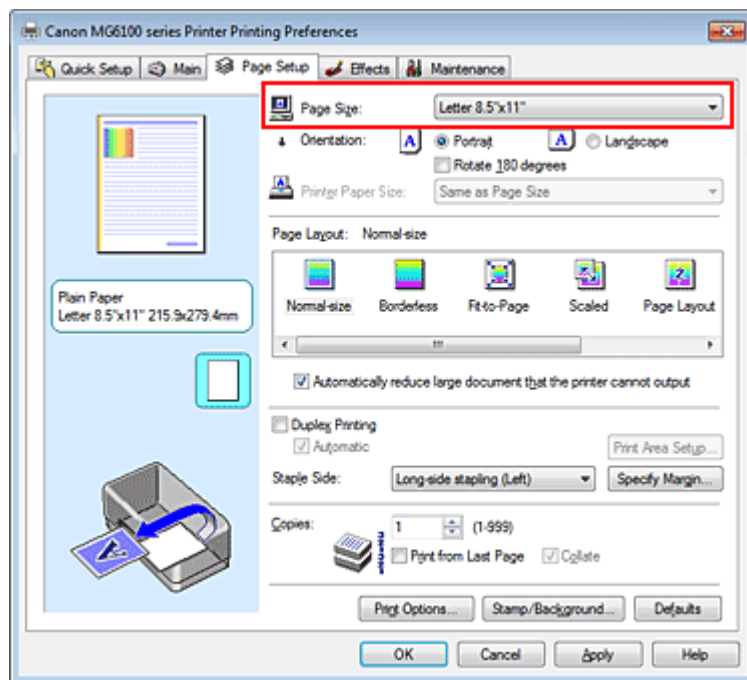 Canon MG6100 series Printer Printing Preferences
Quick Setup Main Page Setup Effects Maintenance
Page Size: Letter 8.5"x11"
Orientation: A Portrait A Landscape
Rotate 180 degrees
Printer Paper Size: Same as Page Size
Page Layout: Normal-size
Normal-size Borderless Fit-to-Page Scaled Page Layout
Plain Paper
Letter 8.5"x11" 215.9x279.4mm
Automatically reduce large document that the printer cannot output
Duplex Printing
Automatic
Print Area Setup...
Staple Side: Long-side stapling (Left) Specify Margin...
Copies: 1 (1-999)
Print from Last Page Collate
Print Options... Stamp/Background... Defaults
OK Cancel Apply Help